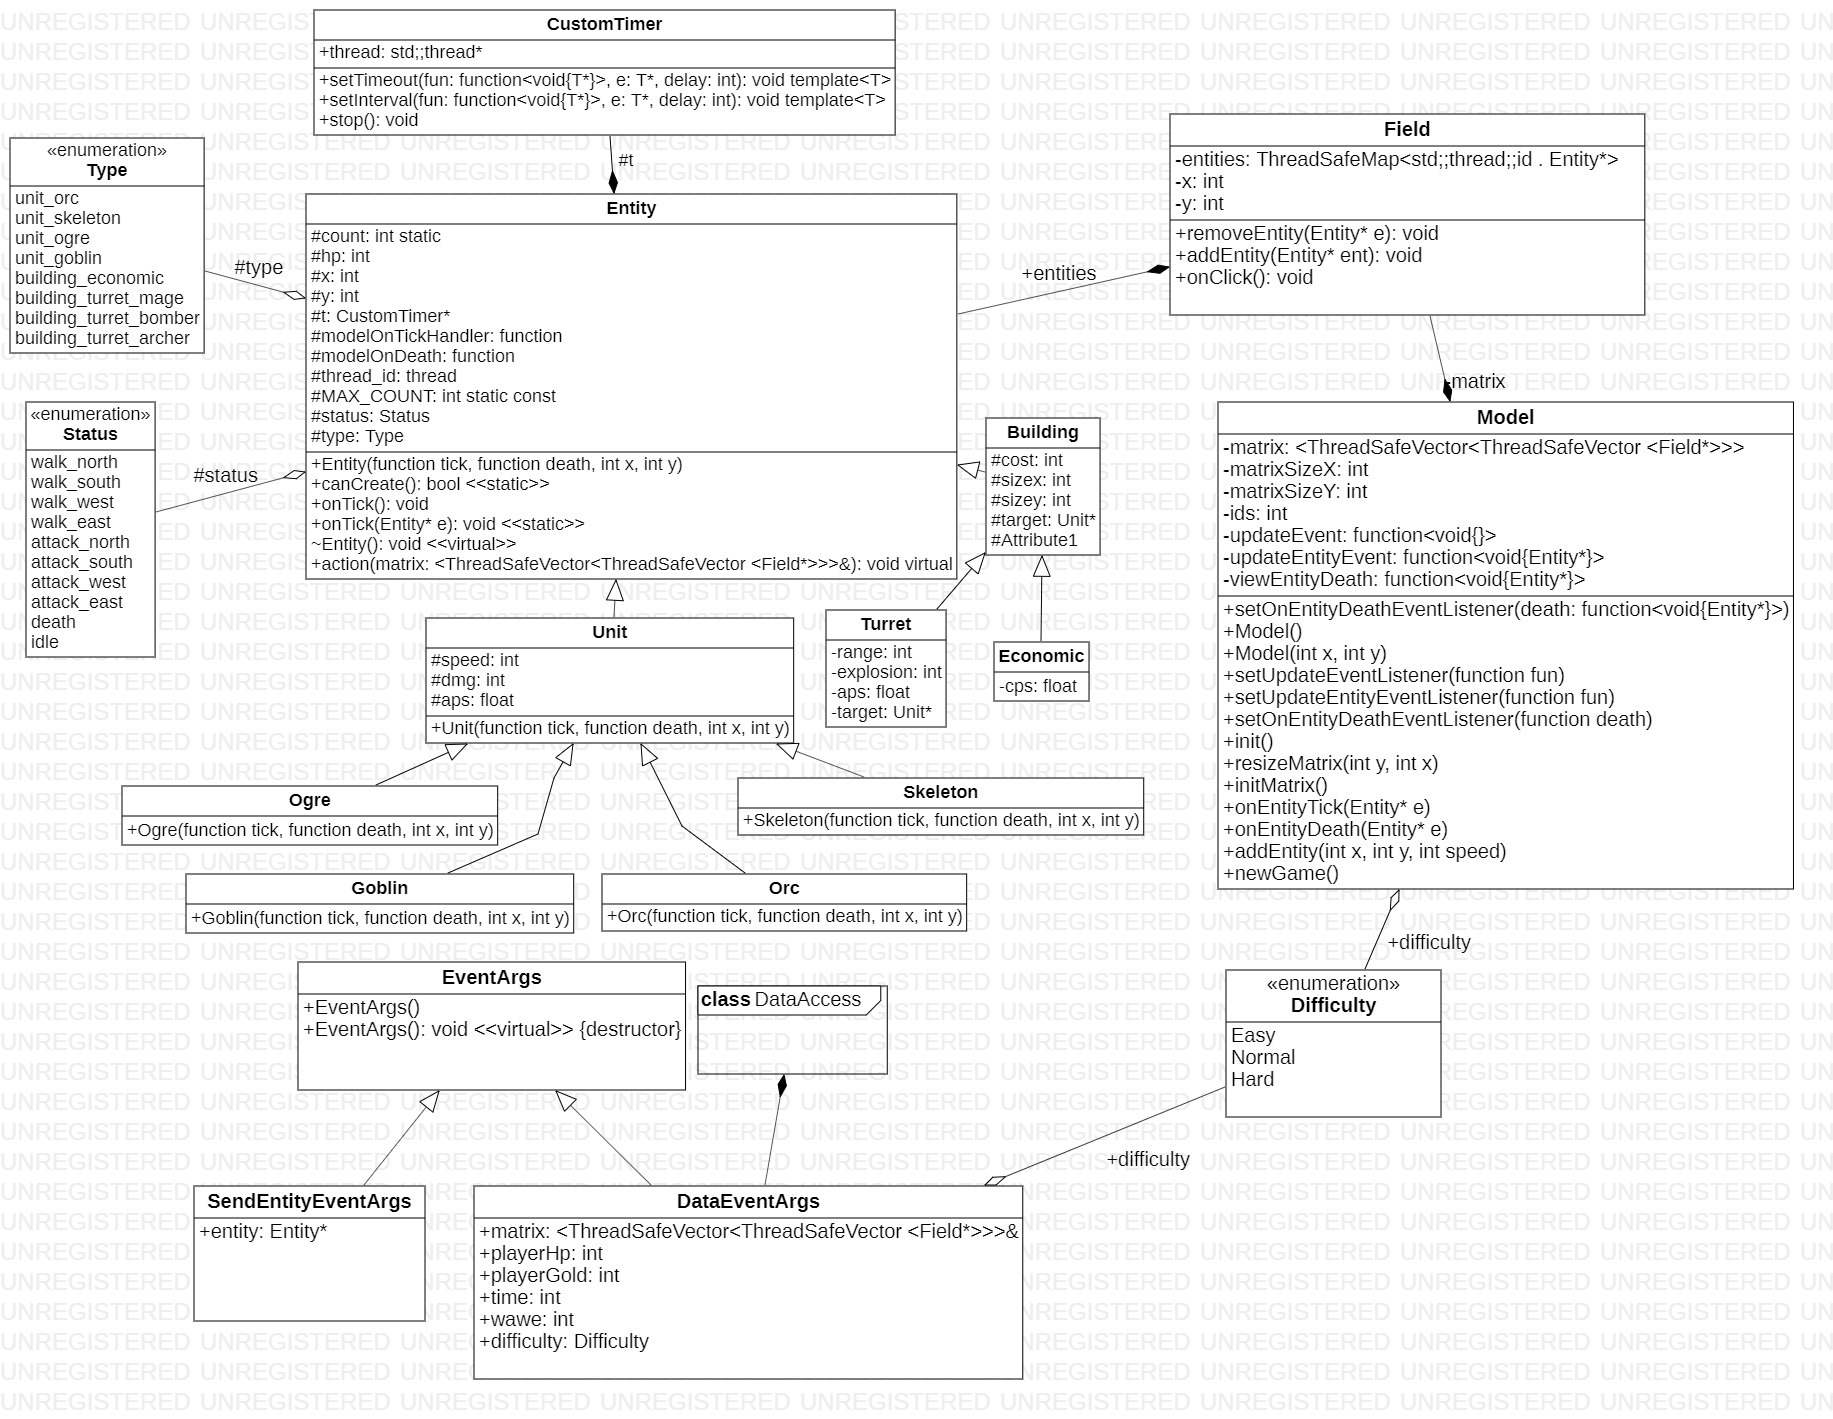 CustomTimer
+thread: std;;thread*
+setTimeout(fun: function<void{T*}>, e: T*, delay: int): void template<T>
+setInterval(fun: function<void{T*}>, e: T*, delay: int): void template<T>
+stop(): void
#t
«enumeration»
Type
unit_orc
unit_skeleton
unit_ogre
unit_goblin
building_economic
building_turret_mage
building_turret_bomber
building_turret_archer
#type
Entity
#count: int static
#hp: int
#x: int
#y: int
#t: CustomTimer*
#modelOnTickHandler: function
#modelOnDeath: function
#thread_id: thread
#MAX_COUNT: int static const
#status: Status
#type: Type
+Entity(function tick, function death, int x, int y)
+canCreate(): bool <<static>>
+onTick(): void
+onTick(Entity* e): void <<static>>
~Entity(): void <<virtual>>
+action(matrix: <ThreadSafeVector<ThreadSafeVector <Field*>>>&): void virtual
+entities
Field
-entities: ThreadSafeMap<std;;thread;;id . Entity*>
-x: int
-y: int
+removeEntity(Entity* e): void
+addEntity(Entity* ent): void
+onClick(): void
-matrix
«enumeration»
Status
walk_north
walk_south
walk_west
walk_east
attack_north
attack_south
attack_west
attack_east
death
idle
#status
Building
#cost: int
#sizex: int
#sizey: int
#target: Unit*
#Attribute1
Model
-matrix: <ThreadSafeVector<ThreadSafeVector <Field*>>>
-matrixSizeX: int
-matrixSizeY: int
-ids: int
-updateEvent: function<void{}>
-updateEntityEvent: function<void{Entity*}>
-viewEntityDeath: function<void{Entity*}>
+setOnEntityDeathEventListener(death: function<void{Entity*}>)
+Model()
+Model(int x, int y)
+setUpdateEventListener(function fun)
+setUpdateEntityEventListener(function fun)
+setOnEntityDeathEventListener(function death)
+init()
+resizeMatrix(int y, int x)
+initMatrix()
+onEntityTick(Entity* e)
+onEntityDeath(Entity* e)
+addEntity(int x, int y, int speed)
+newGame()
Unit
#speed: int
#dmg: int
#aps: float
+Unit(function tick, function death, int x, int y)
Turret
-range: int
-explosion: int
-aps: float
-target: Unit*
Economic
-cps: float
Ogre
+Ogre(function tick, function death, int x, int y)
Skeleton
+Skeleton(function tick, function death, int x, int y)
Goblin
+Goblin(function tick, function death, int x, int y)
Orc
+Orc(function tick, function death, int x, int y)
+difficulty
EventArgs
+EventArgs()
+EventArgs(): void <<virtual>> {destructor}
class DataAccess
«enumeration»
Difficulty
Easy
Normal
Hard
+difficulty
SendEntityEventArgs
+entity: Entity*
DataEventArgs
+matrix: <ThreadSafeVector<ThreadSafeVector <Field*>>>&
+playerHp: int
+playerGold: int
+time: int
+wawe: int
+difficulty: Difficulty